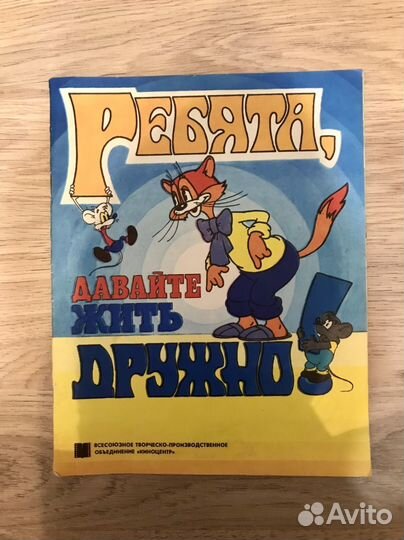 РЕБЯТА,
ДАВАЙТЕ
ЖИТЬ
ДРУЖНО!
ВСЕСОЮЗНОЕ ТВОРЧЕСКО-ПРОИЗВОДСТВЕННОЕ
ОБЪЕДИНЕНИЕ «КИНОЦЕНТР»
Avito